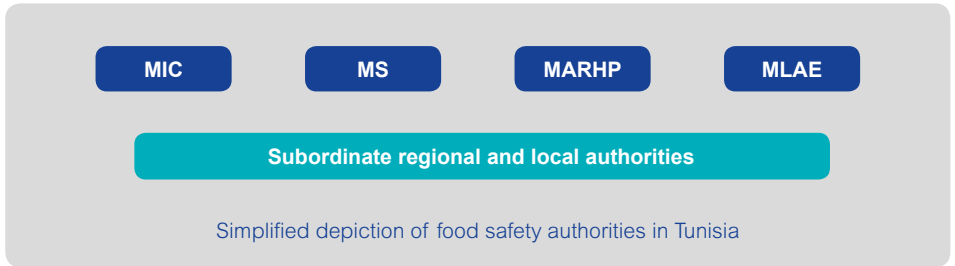 MIC MS MARHP MLAE
Subordinate regional and local authorities
Simplified depiction of food safety authorities in Tunisia